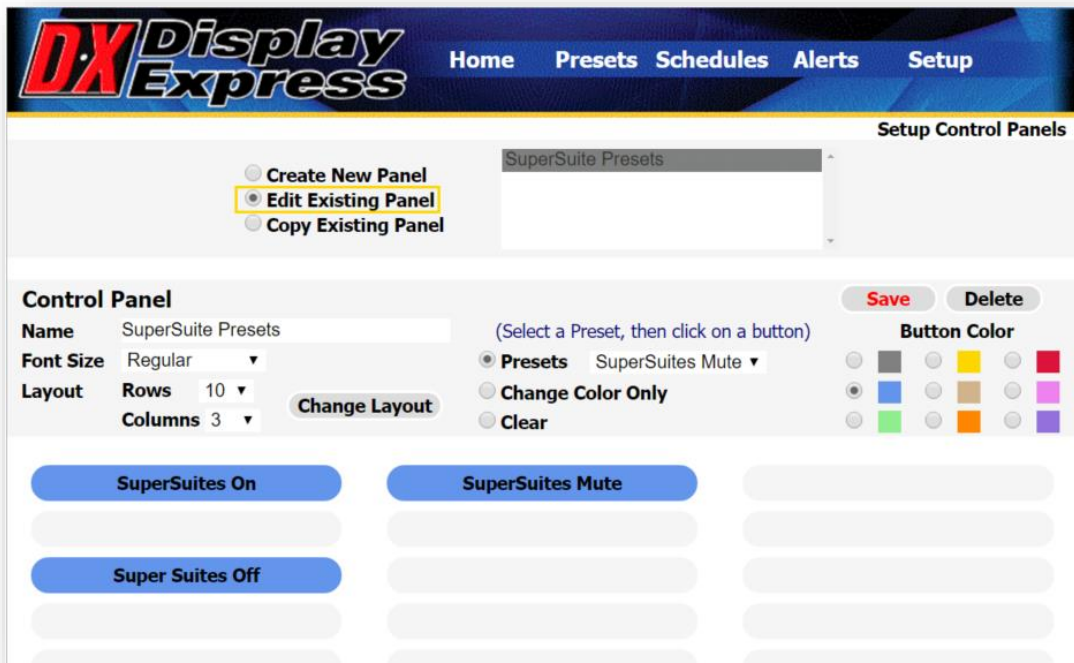 D·X Display Express
Home Presets Schedules Alerts Setup
Setup Control Panels
Create New Panel
Edit Existing Panel
Copy Existing Panel
SuperSuite Presets
Control Panel
Save Delete
Name SuperSuite Presets
(Select a Preset, then click on a button)
Button Color
Font Size Regular
Presets SuperSuites Mute
Layout Rows 10
Columns 3
Change Layout
Change Color Only
Clear
SuperSuites On SuperSuites Mute
Super Suites Off